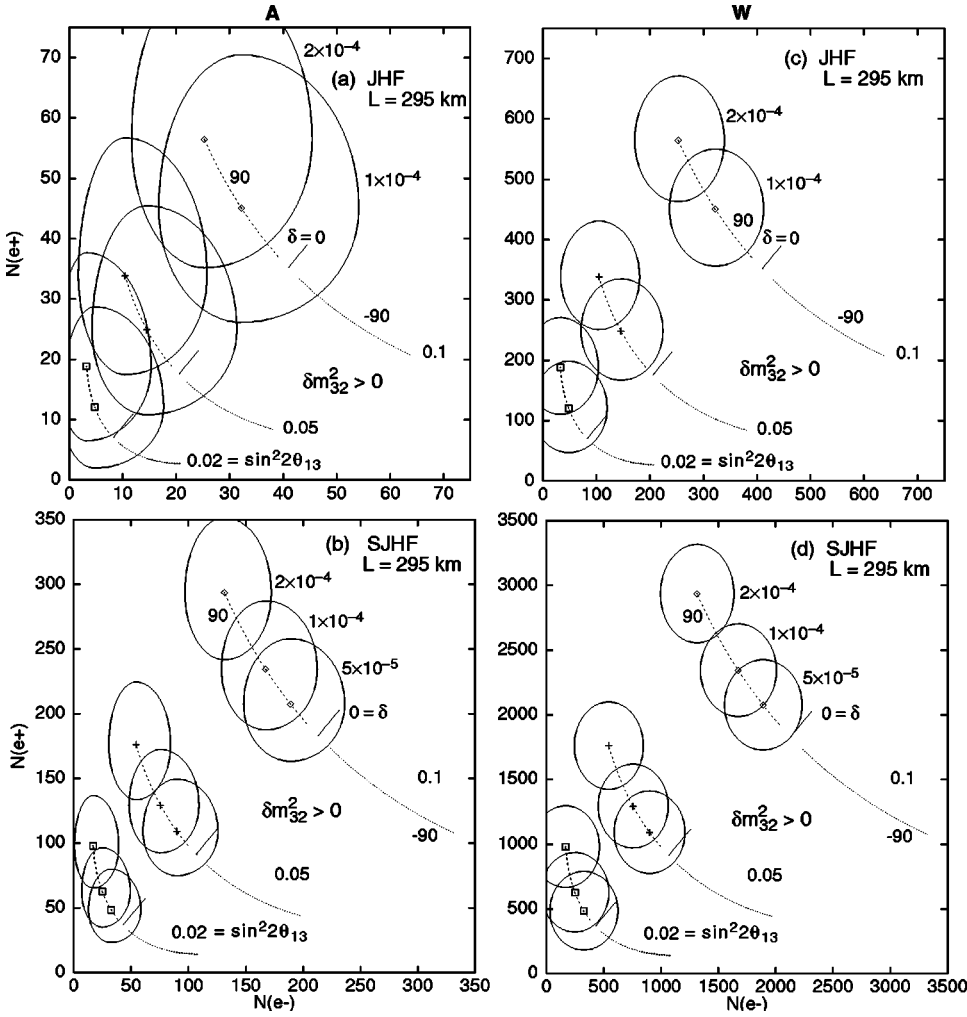 A
W
(a) JHF
L = 295 km
2×10⁻⁴
90
1×10⁻⁴
δ=0
-90
0.1
δm²₃₂ > 0
0.05
0.02 = sin²2θ₁₃
N(e+)
0 10 20 30 40 50 60 70
0 10 20 30 40 50 60 70
(c) JHF
L = 295 km
2×10⁻⁴
1×10⁻⁴
90
δ=0
-90
0.1
δm²₃₂ > 0
0.05
0.02 = sin²2θ₁₃
0 100 200 300 400 500 600 700
0 100 200 300 400 500 600 700
(b) SJHF
L = 295 km
2×10⁻⁴
90
1×10⁻⁴
5×10⁻⁵
0 = δ
0.1
δm²₃₂ > 0
-90
0.05
0.02 = sin²2θ₁₃
N(e+)
0 50 100 150 200 250 300 350
0 50 100 150 200 250 300 350
N(e-)
(d) SJHF
L = 295 km
2×10⁻⁴
90
1×10⁻⁴
5×10⁻⁵
0 = δ
0.1
δm²₃₂ > 0
-90
0.05
0.02 = sin²2θ₁₃
0 500 1000 1500 2000 2500 3000 3500
0 500 1000 1500 2000 2500 3000 3500
N(e-)